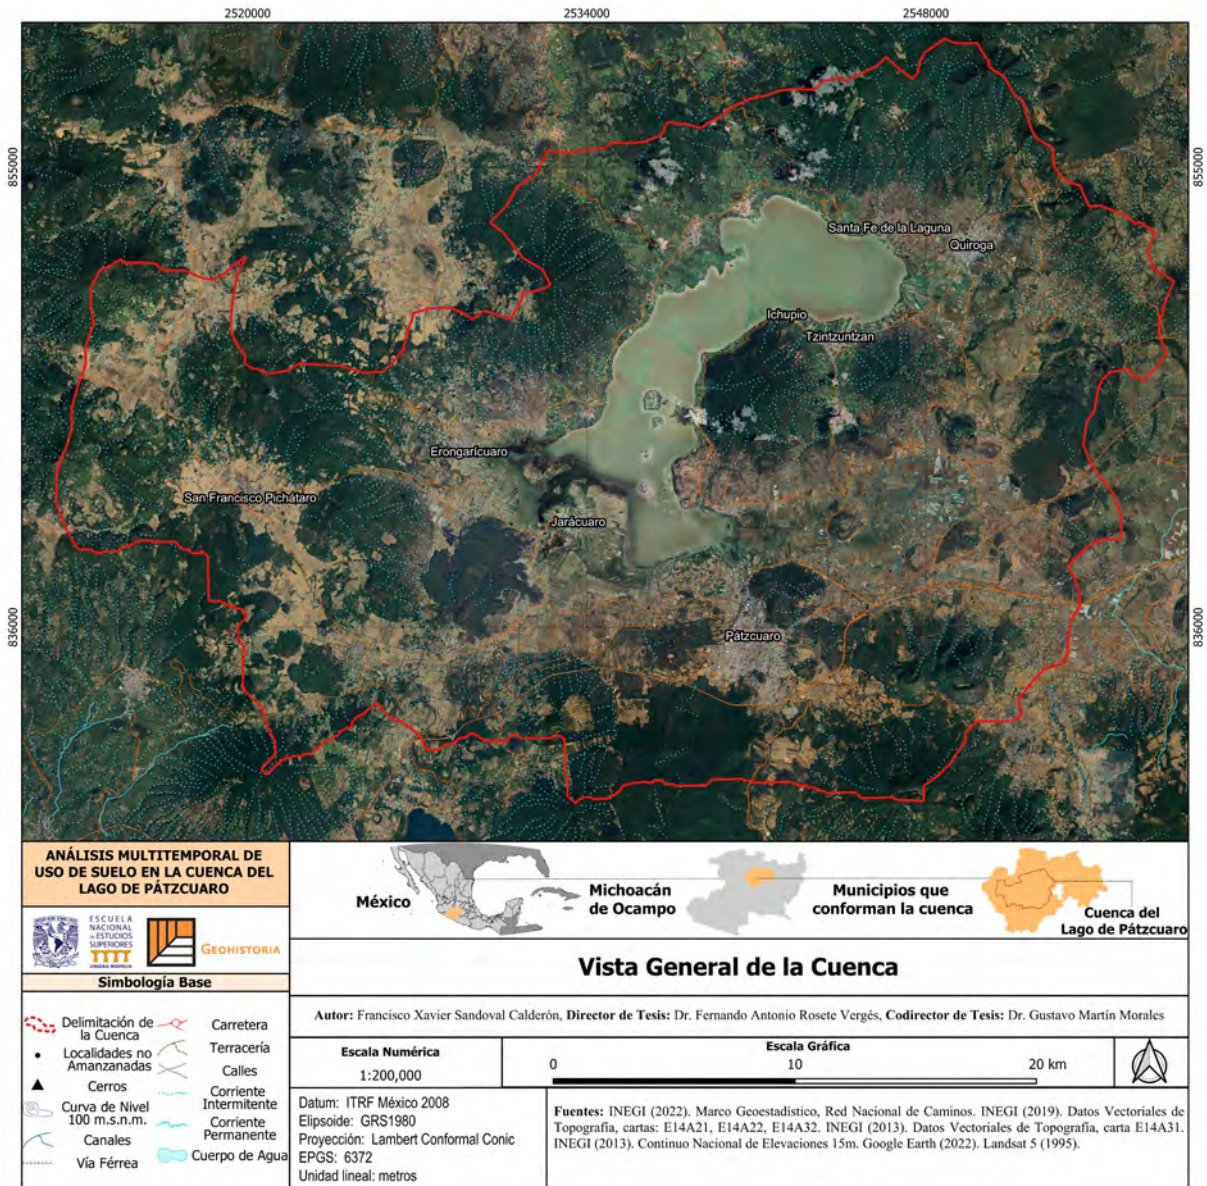 2520000
2534000
2548000
855000
855000
Santa Fe de la Laguna
Quiroga
Ichupio
Tzintzuntzan
Erongarícuaro
San Francisco Pichátaro
Jarácuaro
836000
836000
Pátzcuaro
ANÁLISIS MULTITEMPORAL DE
USO DE SUELO EN LA CUENCA DEL
LAGO DE PÁTZCUARO
ESCUELA
NACIONAL
DE ESTUDIOS
SUPERIORES
UNIDAD MORELIA
GEOHISTORIA
México
Michoacán
de Ocampo
Municipios que
conforman la cuenca
Cuenca del
Lago de Pátzcuaro
Vista General de la Cuenca
Simbología Base
Delimitación de
la Cuenca
Localidades no
Amanzanadas
Cerros
Curva de Nivel
100 m.s.n.m.
Canales
Vía Férrea
Carretera
Terracería
Calles
Corriente
Intermitente
Corriente
Permanente
Cuerpo de Agua
Autor: Francisco Xavier Sandoval Calderón, Director de Tesis: Dr. Fernando Antonio Rosete Vergés, Codirector de Tesis: Dr. Gustavo Martín Morales
Escala Numérica
1:200,000
Escala Gráfica
0 10 20 km
Datum: ITRF México 2008
Elipsoide: GRS1980
Proyección: Lambert Conformal Conic
EPGS: 6372
Unidad lineal: metros
Fuentes: INEGI (2022). Marco Geoestadístico, Red Nacional de Caminos. INEGI (2019). Datos Vectoriales de
Topografía, cartas: E14A21, E14A22, E14A32. INEGI (2013). Datos Vectoriales de Topografía, carta E14A31.
INEGI (2013). Continuo Nacional de Elevaciones 15m. Google Earth (2022). Landsat 5 (1995).